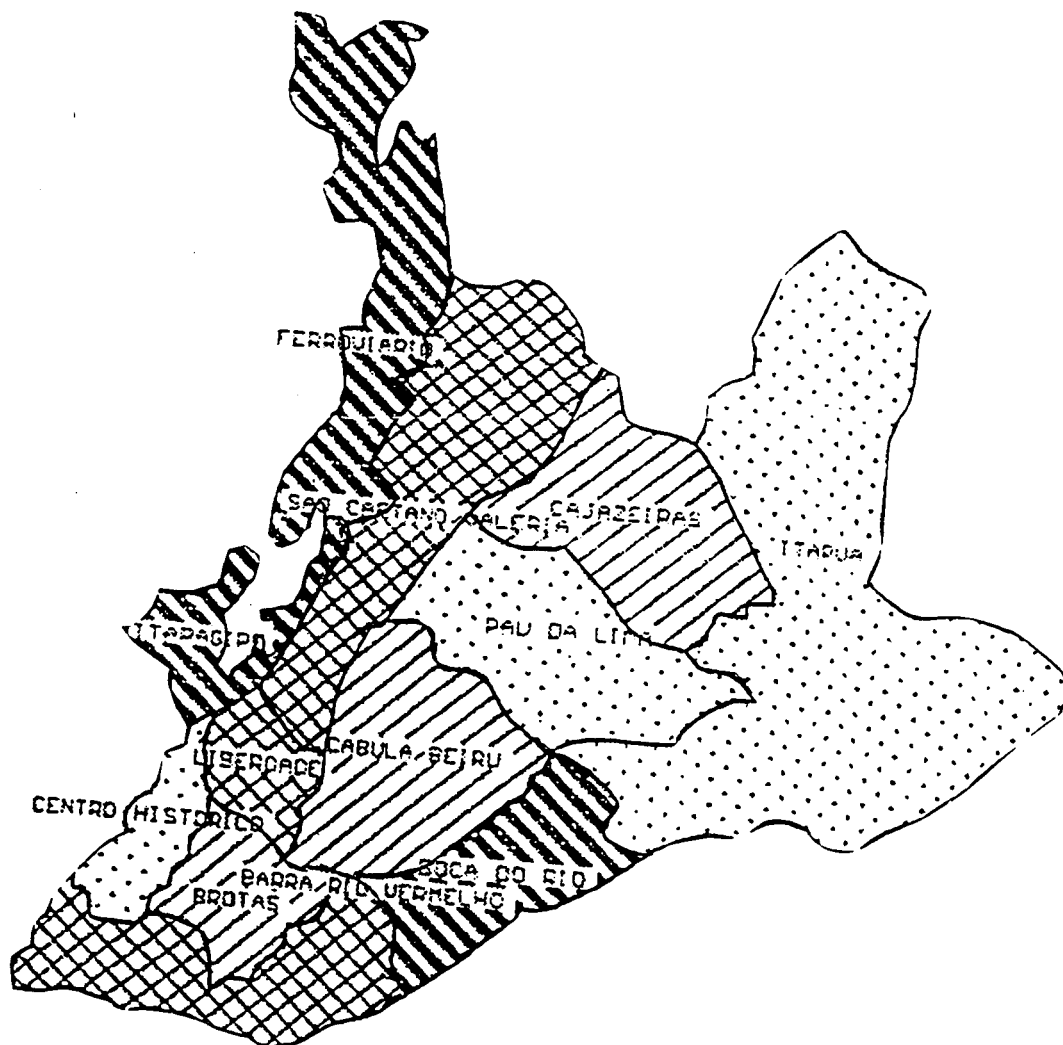 FERROVIARIO
SAO CAETANO/VALERIA
CAJAZEIRAS
ITAPUA
ITAPAGIPE
PAU DA LIMA
LIBERDADE
CABULA/BEIRU
CENTRO HISTORICO
BOCA DO RIO
BARRA/RIO VERMELHO
BROTAS